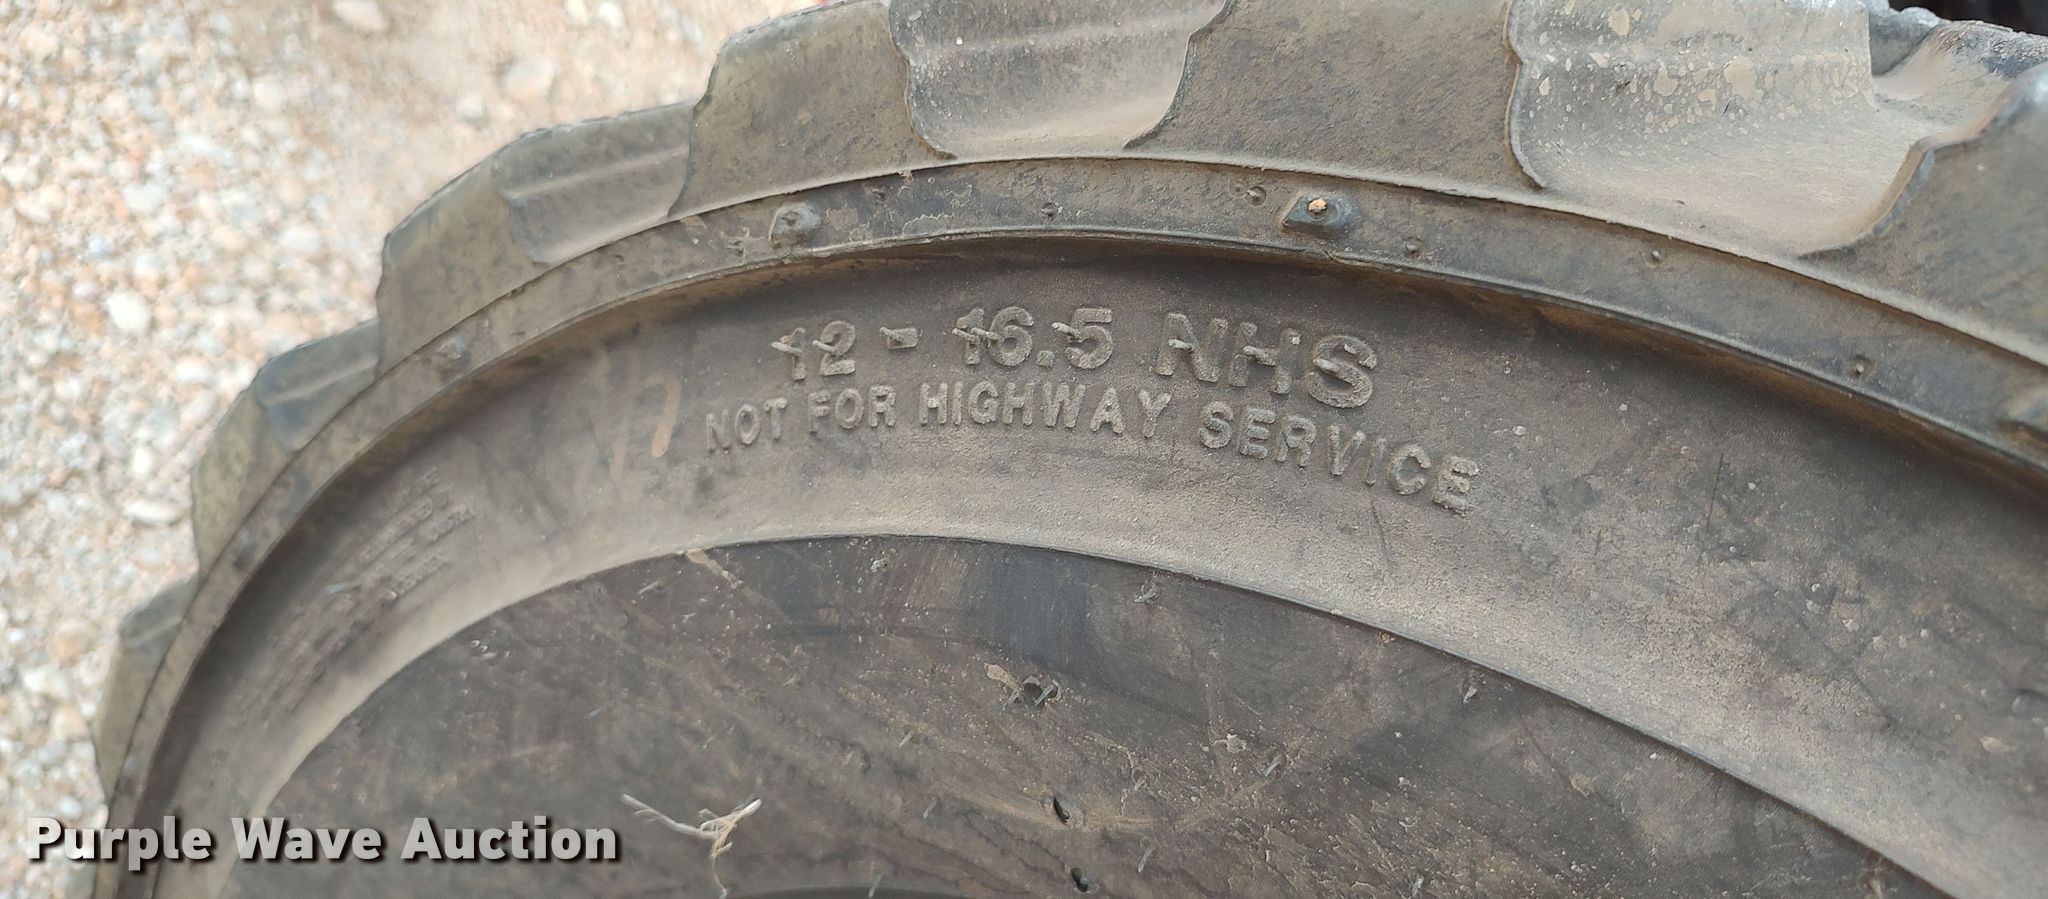 12 - 16.5 NHS
NOT FOR HIGHWAY SERVICE
Purple Wave Auction